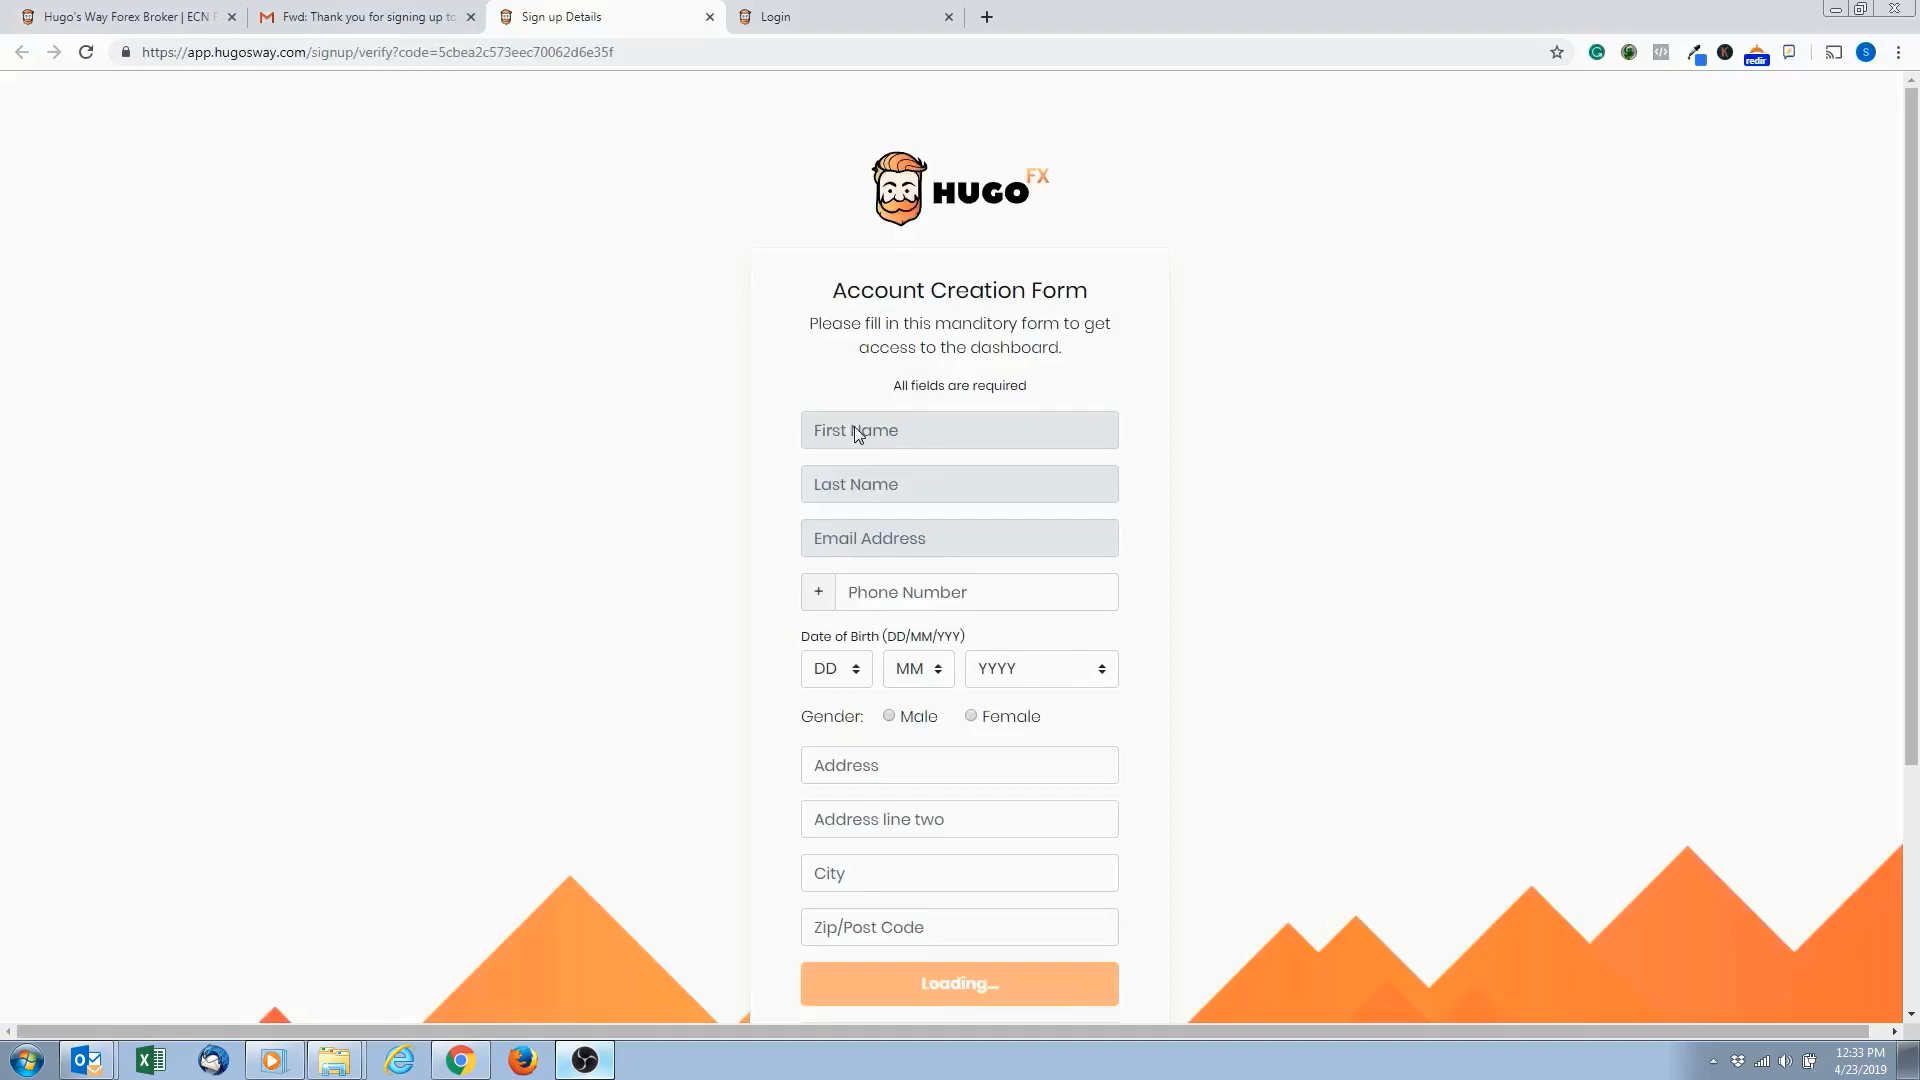 Hugo's Way Forex Broker | ECN F
Fwd: Thank you for signing up to
Sign up Details
Login
https://app.hugosway.com/signup/verify?code=5cbea2c573eec70062d6e35f
redir
S
HUGO FX
Account Creation Form
Please fill in this manditory form to get
access to the dashboard.
All fields are required
First Name
Last Name
Email Address
+ Phone Number
Date of Birth (DD/MM/YYY)
DD MM YYYY
Gender: Male Female
Address
Address line two
City
Zip/Post Code
Loading...
12:33 PM
4/23/2019